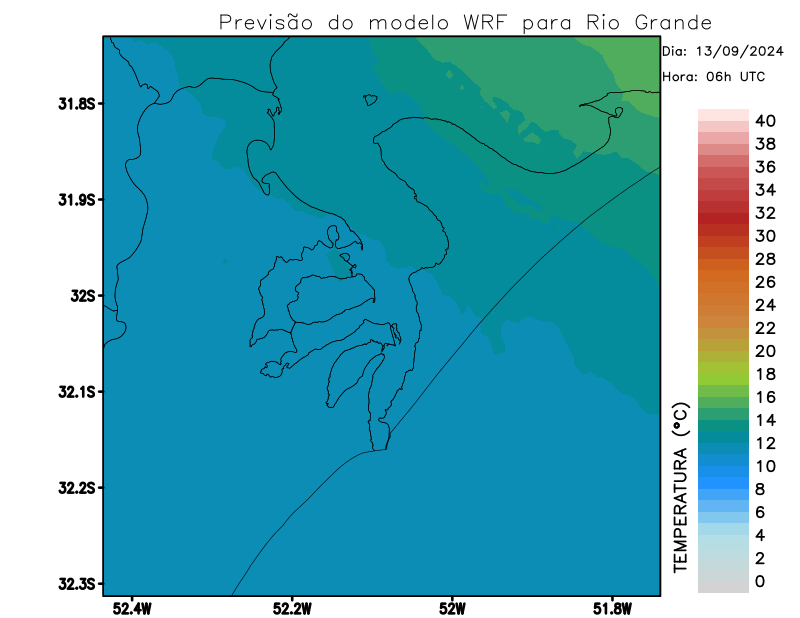 Previsão do modelo WRF para Rio Grande
Dia: 13/09/2024
Hora: 06h UTC
31.8S
31.9S
32S
32.1S
32.2S
32.3S
52.4W
52.2W
52W
51.8W
TEMPERATURA (°C)
40
38
36
34
32
30
28
26
24
22
20
18
16
14
12
10
8
6
4
2
0